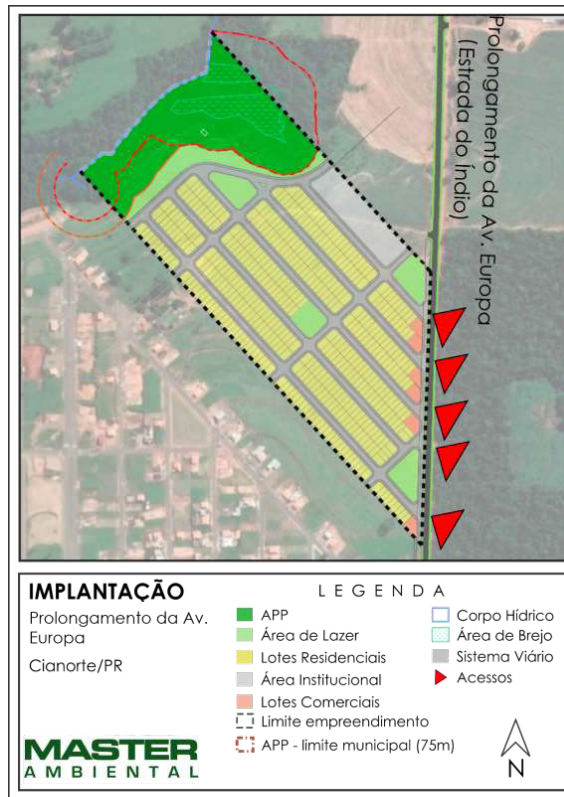 Prolongamento da Av. Europa
(Estrada do Índio)
IMPLANTAÇÃO
Prolongamento da Av.
Europa
Cianorte/PR
MASTER
AMBIENTAL
LEGENDA
APP
Área de Lazer
Lotes Residenciais
Área Institucional
Lotes Comerciais
Limite empreendimento
APP - limite municipal (75m)
Corpo Hídrico
Área de Brejo
Sistema Viário
Acessos
N